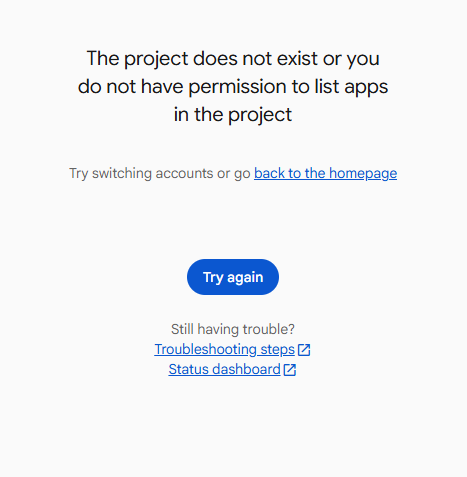 The project does not exist or you
do not have permission to list apps
in the project
Try switching accounts or go back to the homepage
Try again
Still having trouble?
Troubleshooting steps
Status dashboard